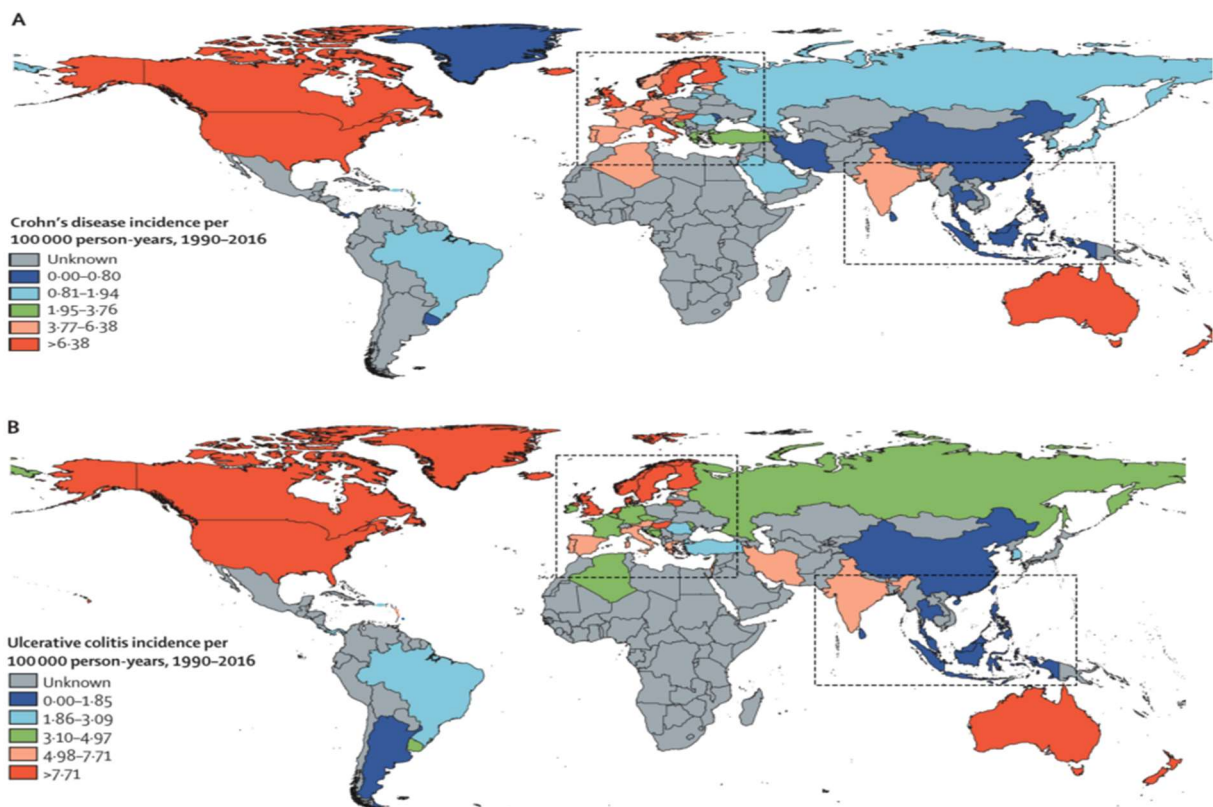 A
Crohn's disease incidence per
100 000 person-years, 1990–2016
Unknown
0·00–0·80
0·81–1·94
1·95–3·76
3·77–6·38
>6·38
B
Ulcerative colitis incidence per
100 000 person-years, 1990–2016
Unknown
0·00–1·85
1·86–3·09
3·10–4·97
4·98–7·71
>7·71